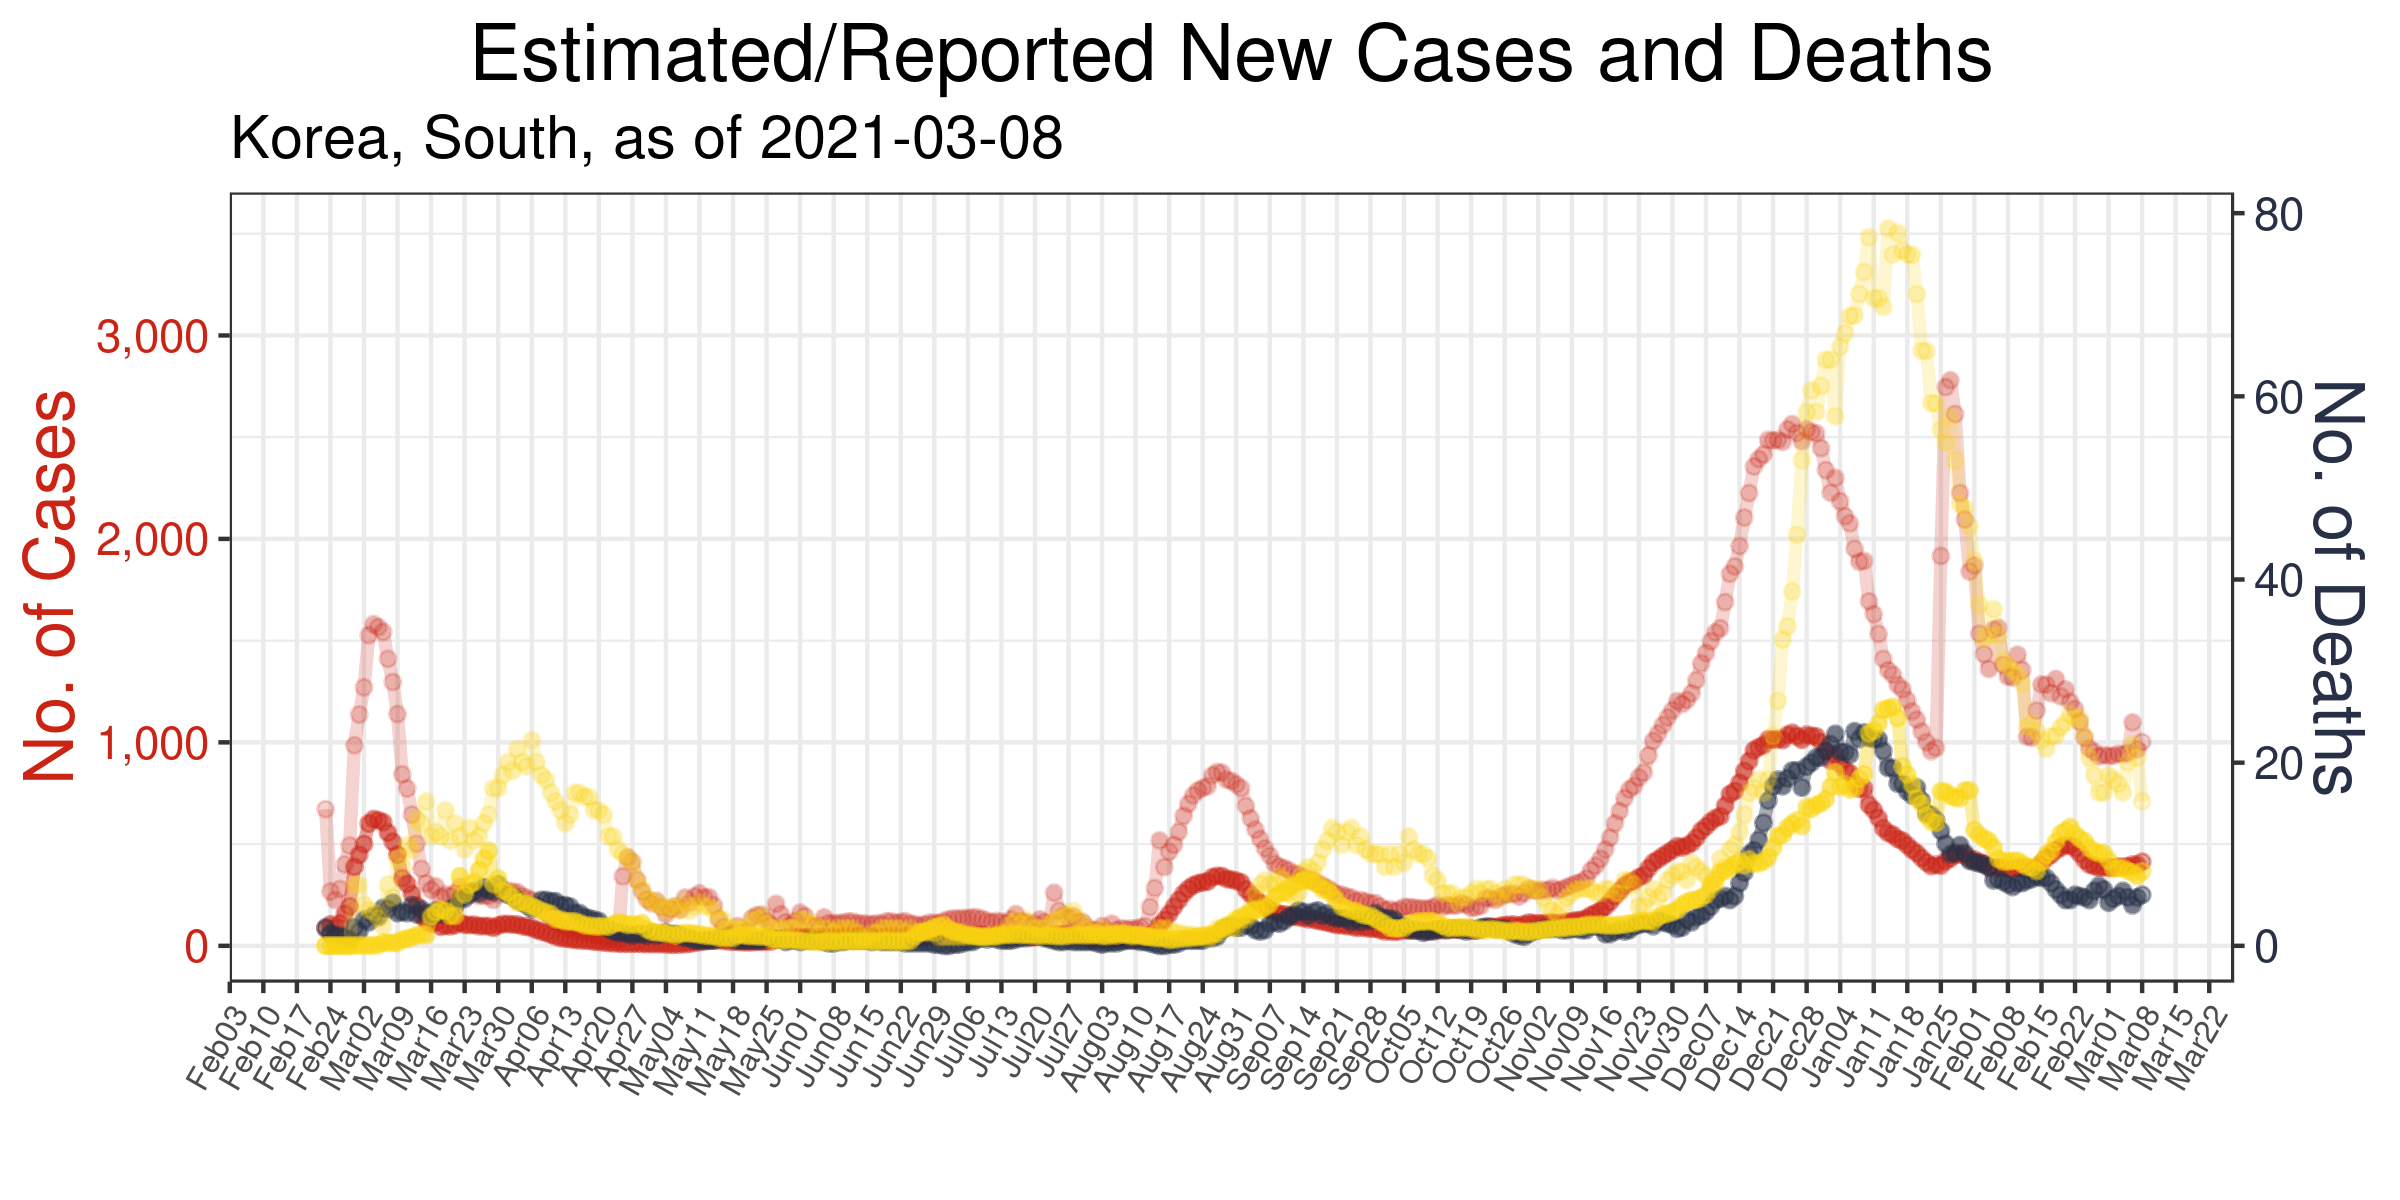 Estimated/Reported New Cases and Deaths
Korea, South, as of 2021-03-08
No. of Cases
3,000
2,000
1,000
0
80
60
40
20
0
No. of Deaths
Feb03
Feb10
Feb17
Feb24
Mar02
Mar09
Mar16
Mar23
Mar30
Apr06
Apr13
Apr20
Apr27
May04
May11
May18
May25
Jun01
Jun08
Jun15
Jun22
Jun29
Jul06
Jul13
Jul20
Jul27
Aug03
Aug10
Aug17
Aug24
Aug31
Sep07
Sep14
Sep21
Sep28
Oct05
Oct12
Oct19
Oct26
Nov02
Nov09
Nov16
Nov23
Nov30
Dec07
Dec14
Dec21
Dec28
Jan04
Jan11
Jan18
Jan25
Feb01
Feb08
Feb15
Feb22
Mar01
Mar08
Mar15
Mar22